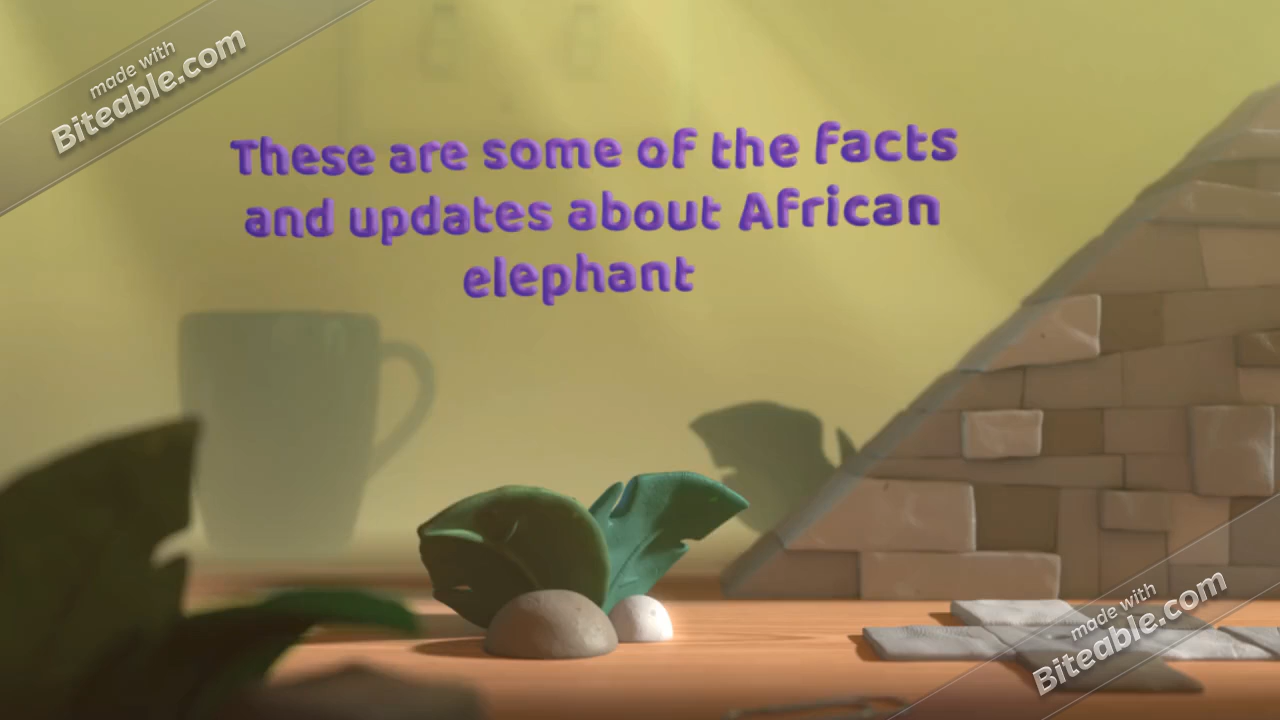 made with
Biteable.com
These are some of the facts
and updates about African
elephant
made with
Biteable.com